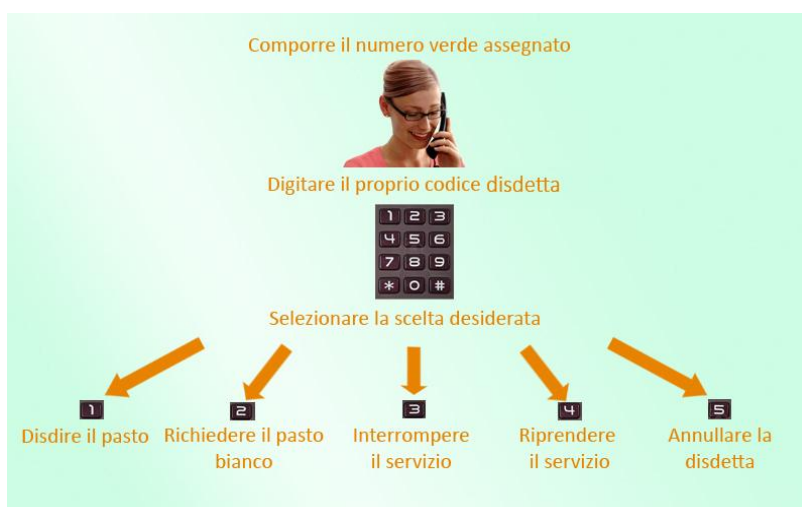 Comporre il numero verde assegnato
Digitare il proprio codice disdetta
1 2 3
4 5 6
7 8 9
* 0 #
Selezionare la scelta desiderata
1
Disdire il pasto
2
Richiedere il pasto
bianco
3
Interrompere
il servizio
4
Riprendere
il servizio
5
Annullare la
disdetta